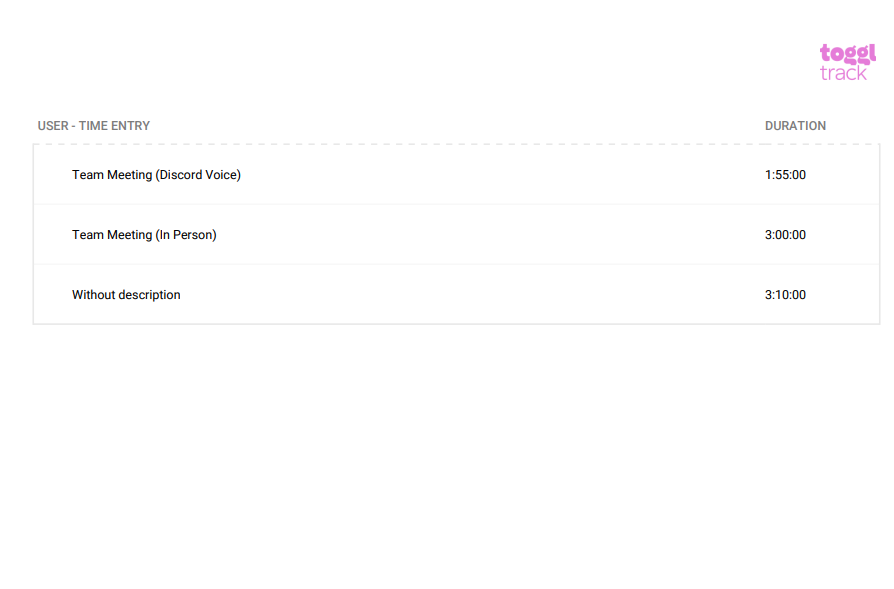 toggl
track
USER - TIME ENTRY DURATION
Team Meeting (Discord Voice) 1:55:00
Team Meeting (In Person) 3:00:00
Without description 3:10:00